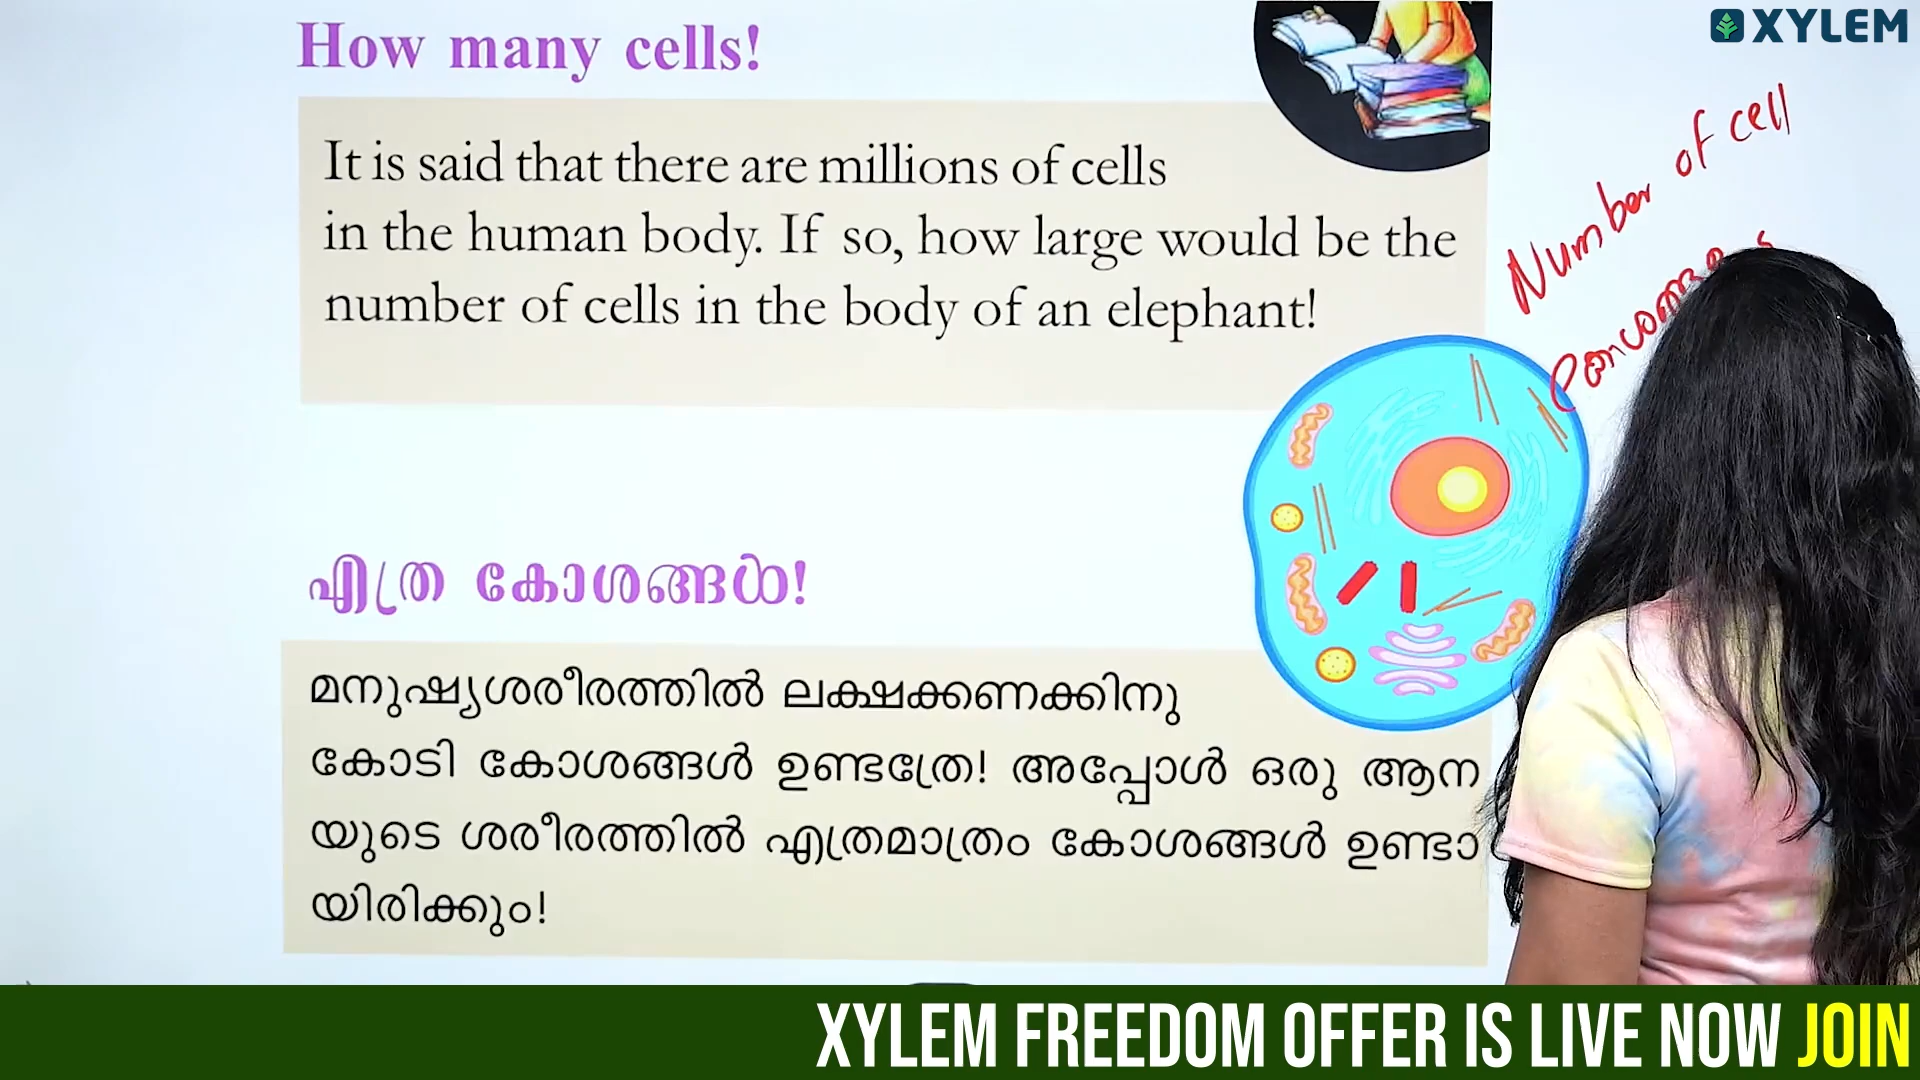 How many cells!
XYLEM
It is said that there are millions of cells
in the human body. If so, how large would be the
number of cells in the body of an elephant!
Number of cell
എത്ര കോശങ്ങൾ!
മനുഷ്യശരീരത്തിൽ ലക്ഷക്കണക്കിനു
കോടി കോശങ്ങൾ ഉണ്ടത്രേ! അപ്പോൾ ഒരു ആന
യുടെ ശരീരത്തിൽ എത്രമാത്രം കോശങ്ങൾ ഉണ്ടാ
യിരിക്കും!
XYLEM FREEDOM OFFER IS LIVE NOW JOIN